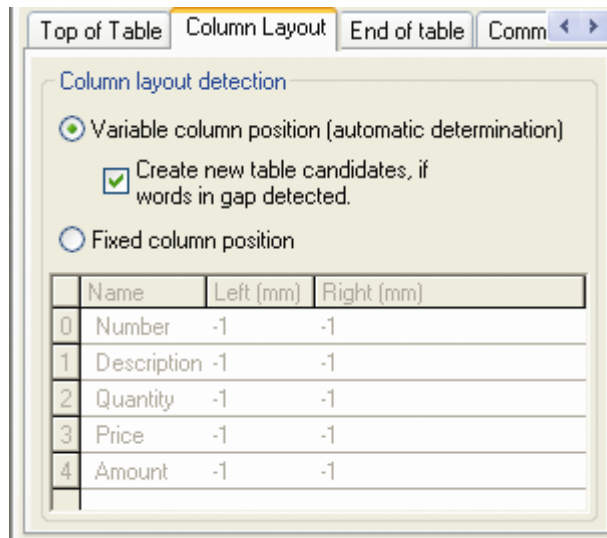 Top of Table Column Layout End of table Comm
Column layout detection
Variable column position (automatic determination)
Create new table candidates, if
words in gap detected.
Fixed column position
Name Left (mm) Right (mm)
0 Number -1 -1
1 Description -1 -1
2 Quantity -1 -1
3 Price -1 -1
4 Amount -1 -1